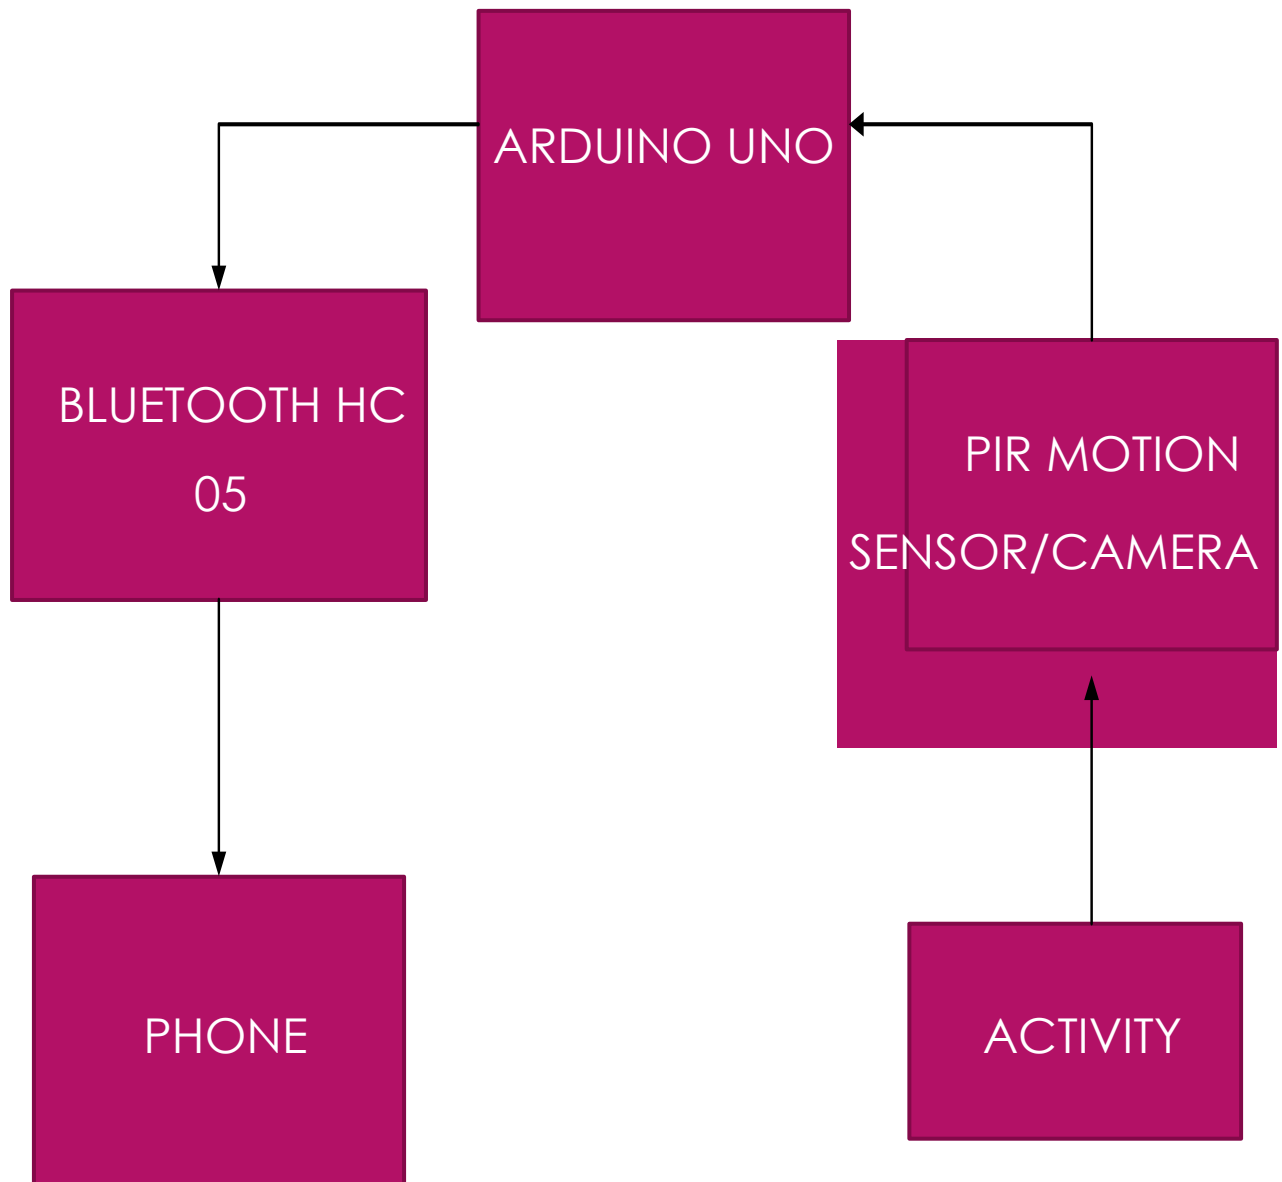 ARDUINO UNO
BLUETOOTH HC
05
PIR MOTION
SENSOR/CAMERA
PHONE
ACTIVITY